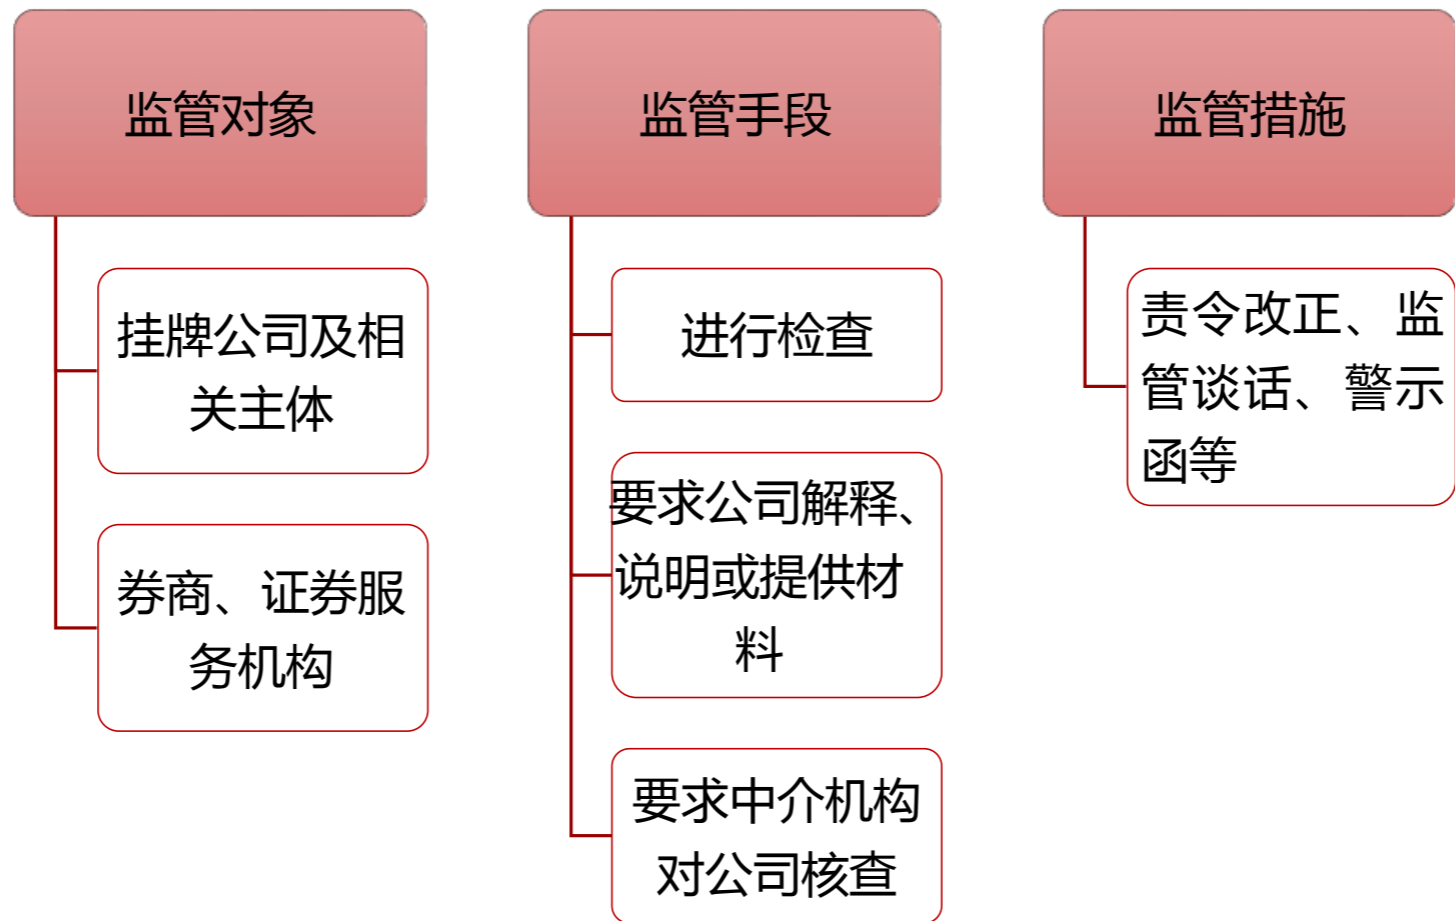 监管对象
挂牌公司及相
关主体
券商、证券服
务机构
监管手段
进行检查
要求公司解释、
说明或提供材
料
要求中介机构
对公司核查
监管措施
责令改正、监
管谈话、警示
函等